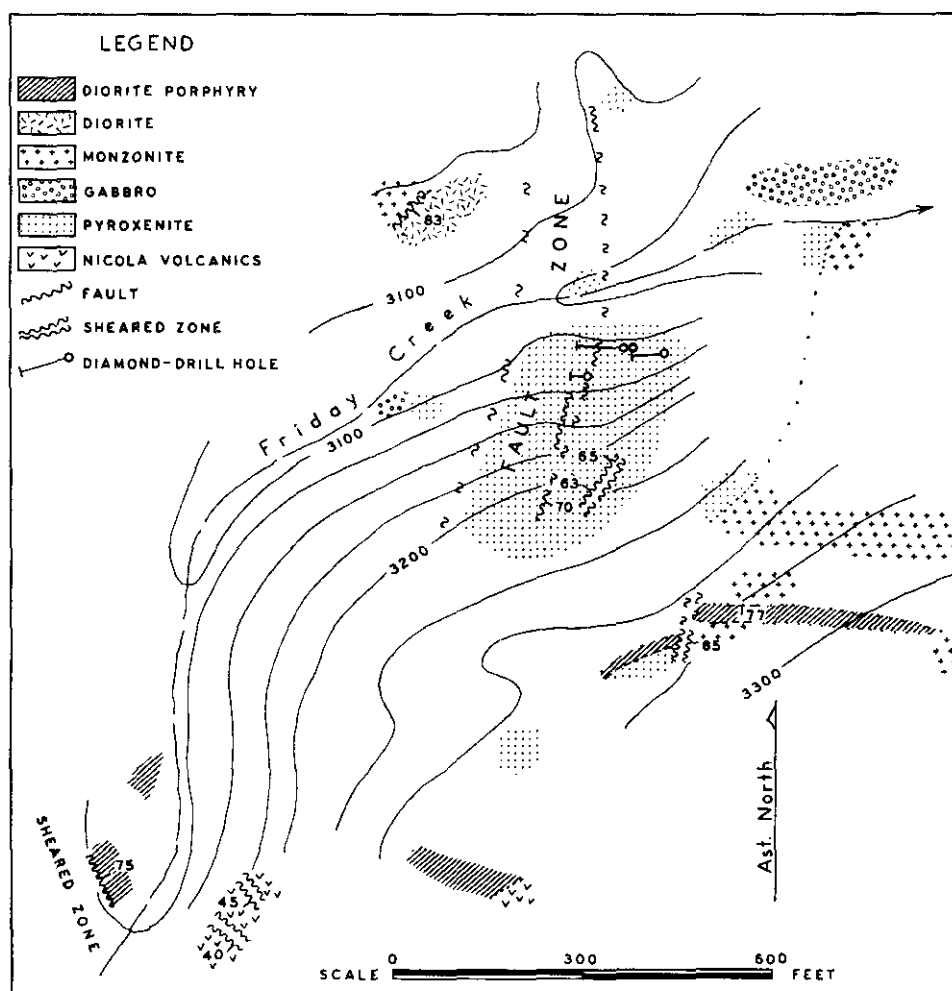 LEGEND
DIORITE PORPHYRY
DIORITE
MONZONITE
GABBRO
PYROXENITE
NICOLA VOLCANICS
FAULT
SHEARED ZONE
DIAMOND-DRILL HOLE
83
3100
Friday Creek
3100
FAULT ZONE
65
63
70
3200
77
65
3300
Ast. North
75
SHEARED ZONE
45
40
SCALE 0 300 600 FEET